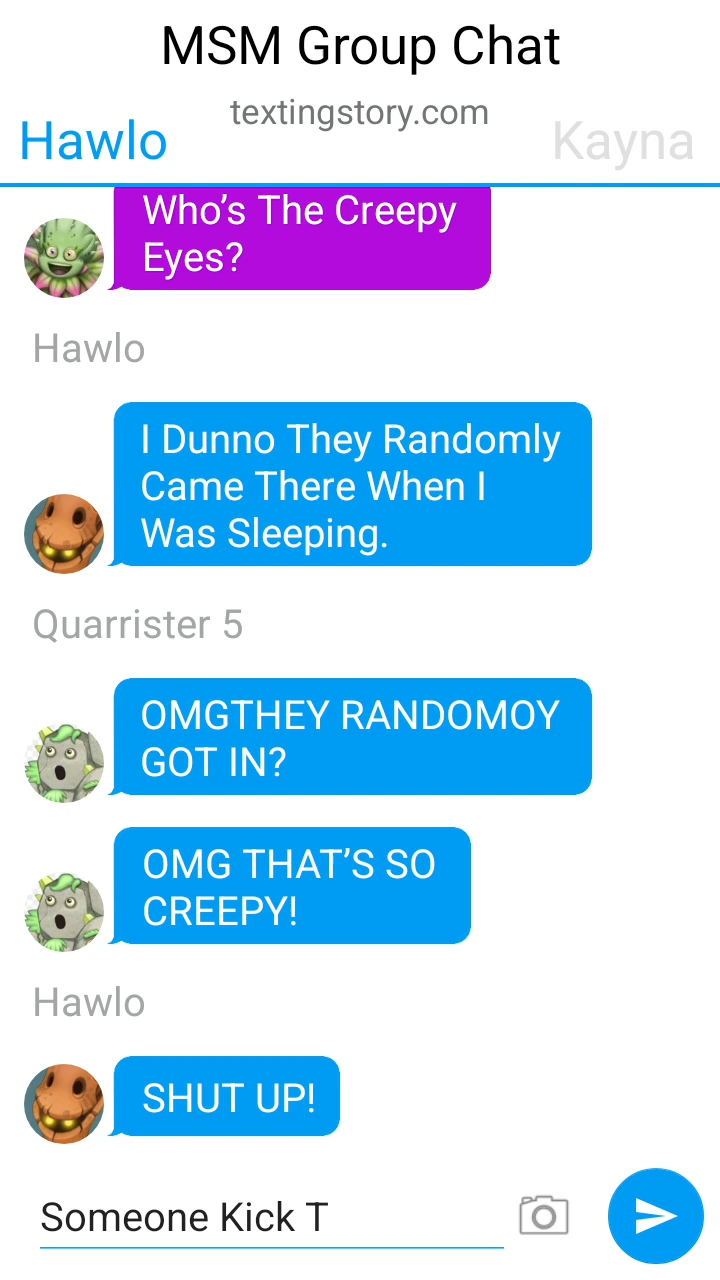 MSM Group Chat
textingstory.com
Hawlo
Kayna
Who’s The Creepy
Eyes?
Hawlo
I Dunno They Randomly
Came There When I
Was Sleeping.
Quarrister 5
OMGTHEY RANDOMOY
GOT IN?
OMG THAT’S SO
CREEPY!
Hawlo
SHUT UP!
Someone Kick T